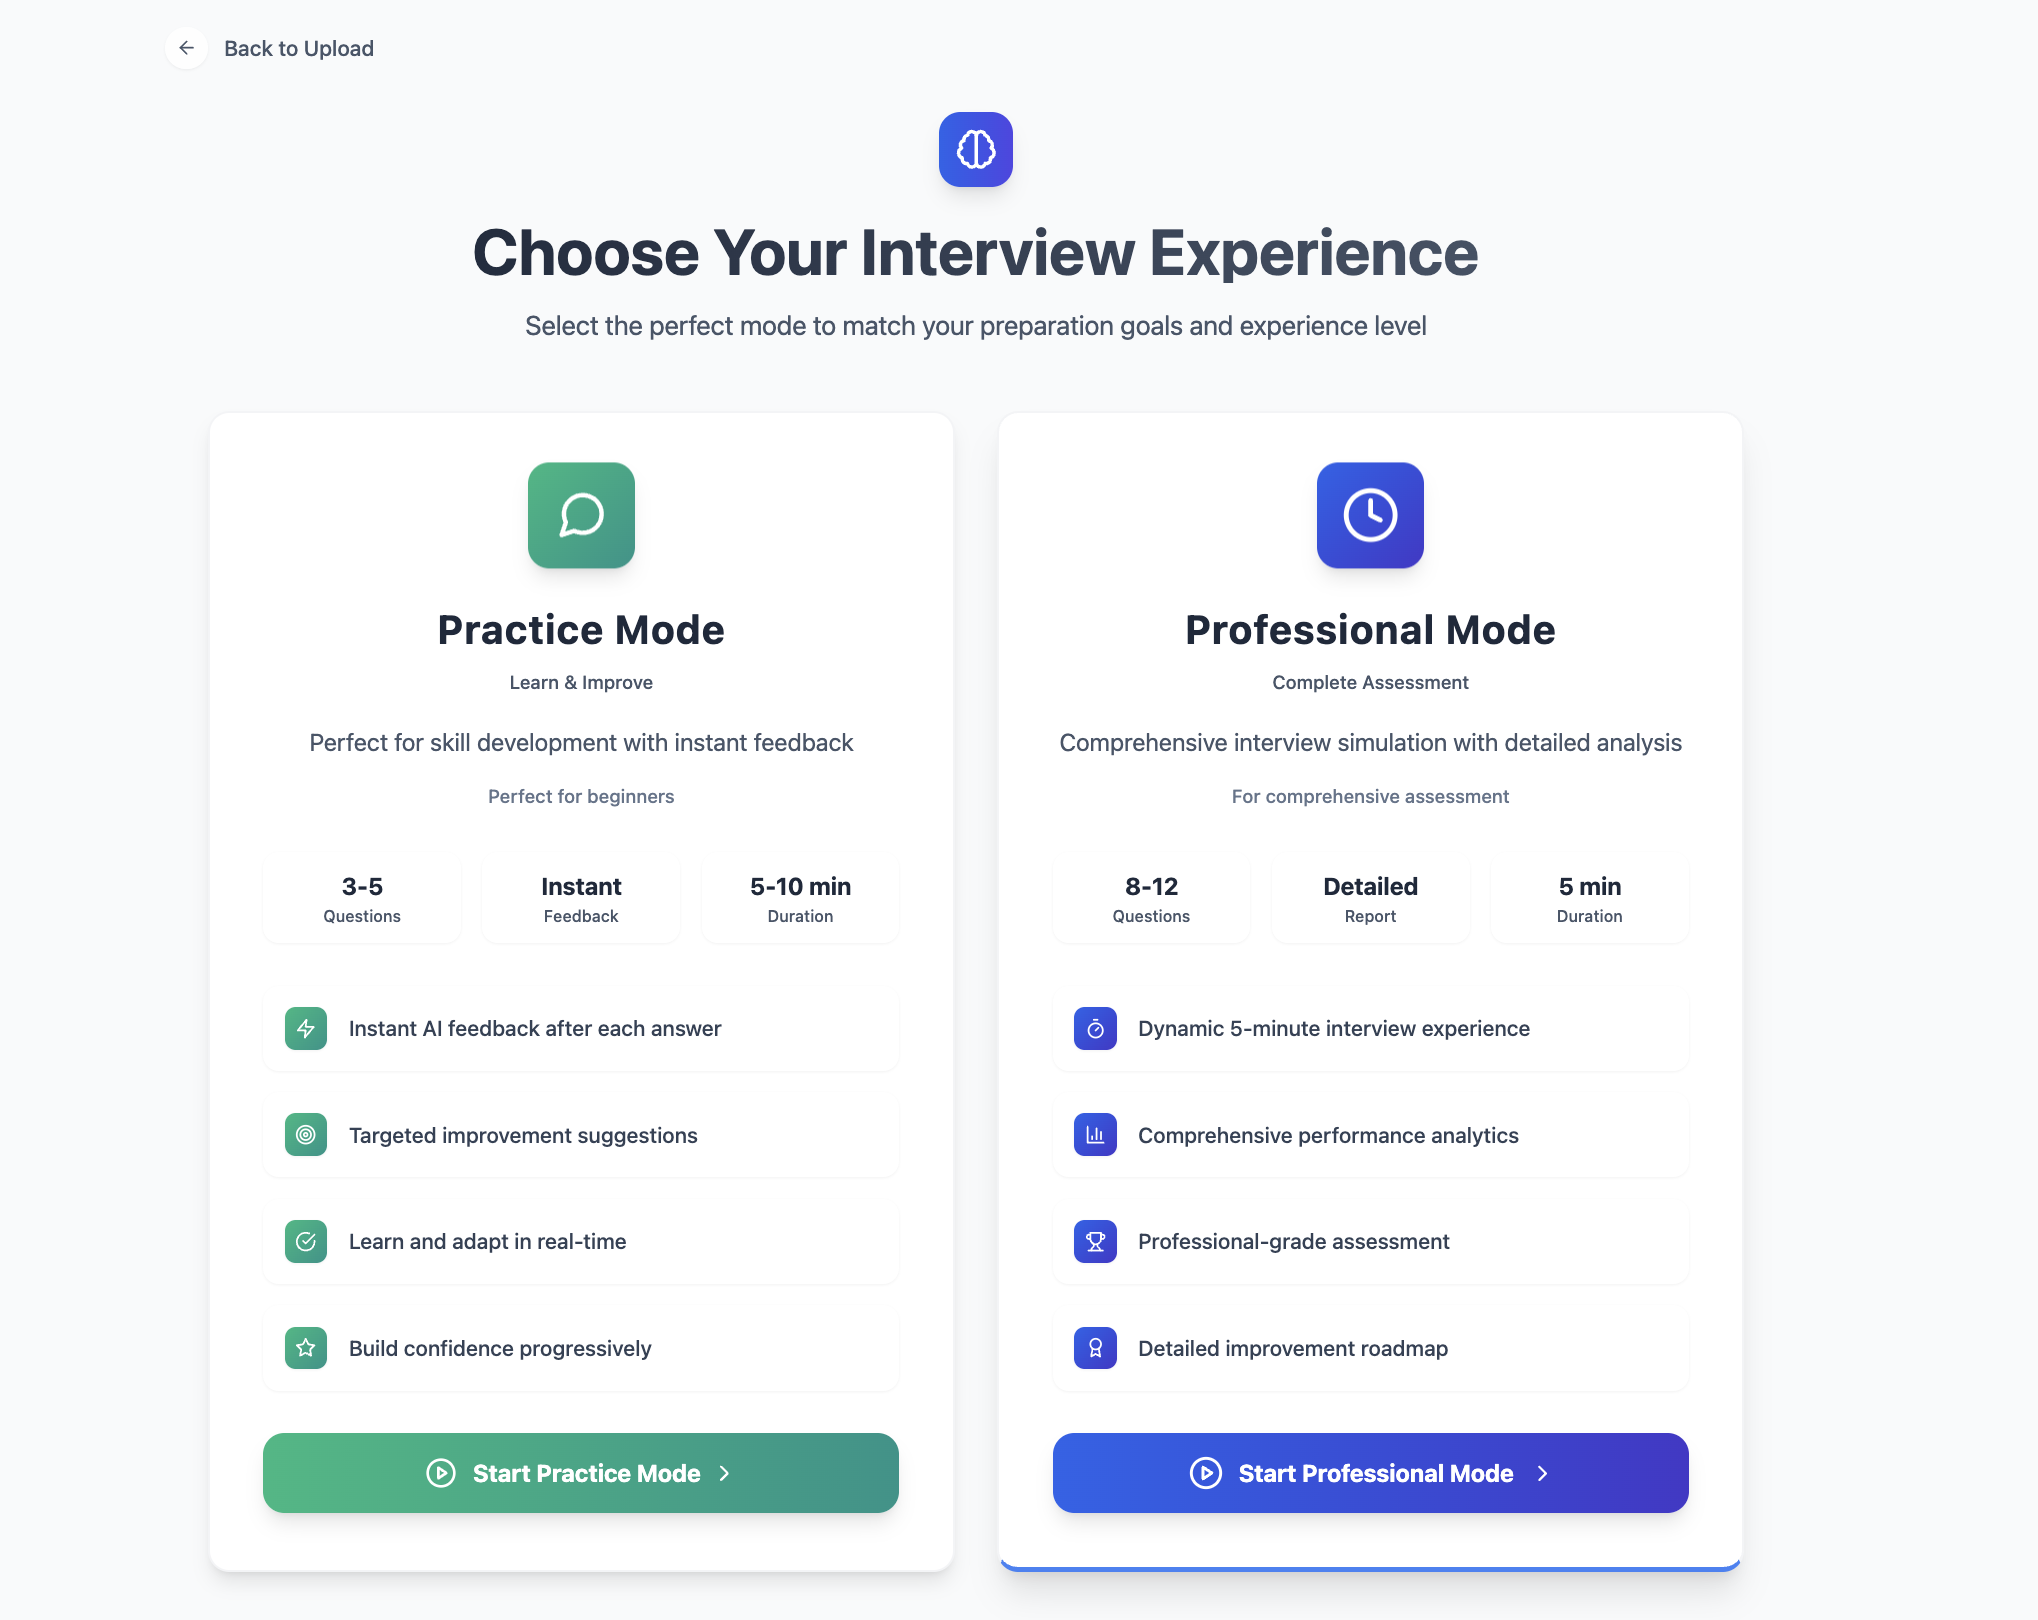 Back to Upload
Choose Your Interview Experience
Select the perfect mode to match your preparation goals and experience level
Practice Mode
Learn & Improve
Perfect for skill development with instant feedback
Perfect for beginners
3-5
Questions
Instant
Feedback
5-10 min
Duration
Instant AI feedback after each answer
Targeted improvement suggestions
Learn and adapt in real-time
Build confidence progressively
Start Practice Mode
Professional Mode
Complete Assessment
Comprehensive interview simulation with detailed analysis
For comprehensive assessment
8-12
Questions
Detailed
Report
5 min
Duration
Dynamic 5-minute interview experience
Comprehensive performance analytics
Professional-grade assessment
Detailed improvement roadmap
Start Professional Mode